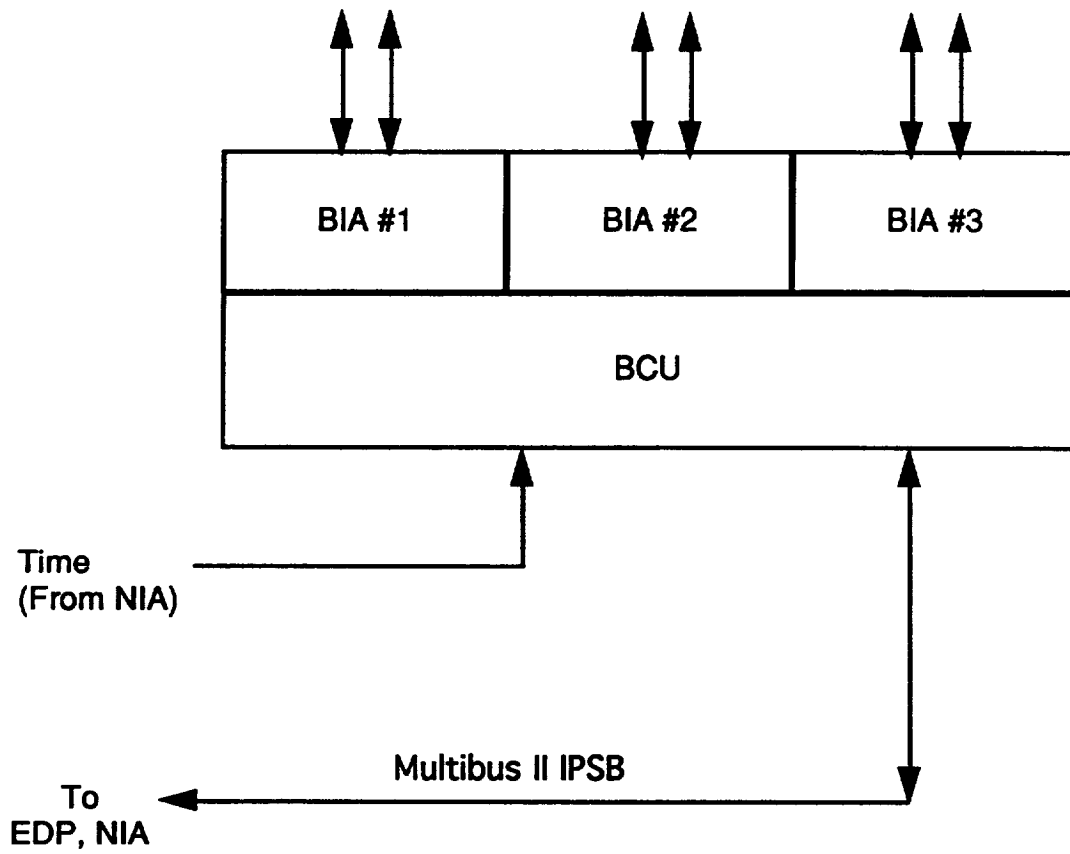 BIA #1
BIA #2
BIA #3
BCU
Time
(From NIA)
Multibus II IPSB
To
EDP, NIA